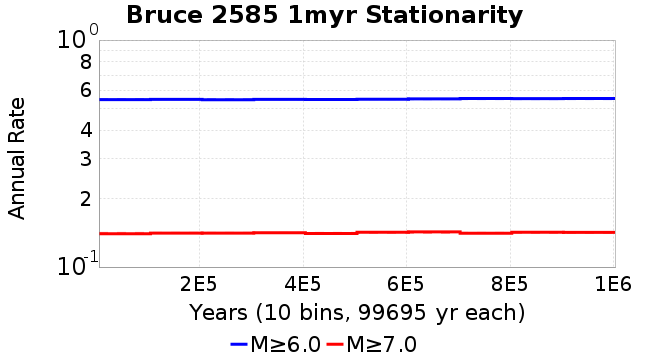 Bruce 2585 1myr Stationarity
10^0
8
6
4
3
2
10^-1
Annual Rate
2E5 4E5 6E5 8E5 1E6
Years (10 bins, 99695 yr each)
M≥6.0 M≥7.0